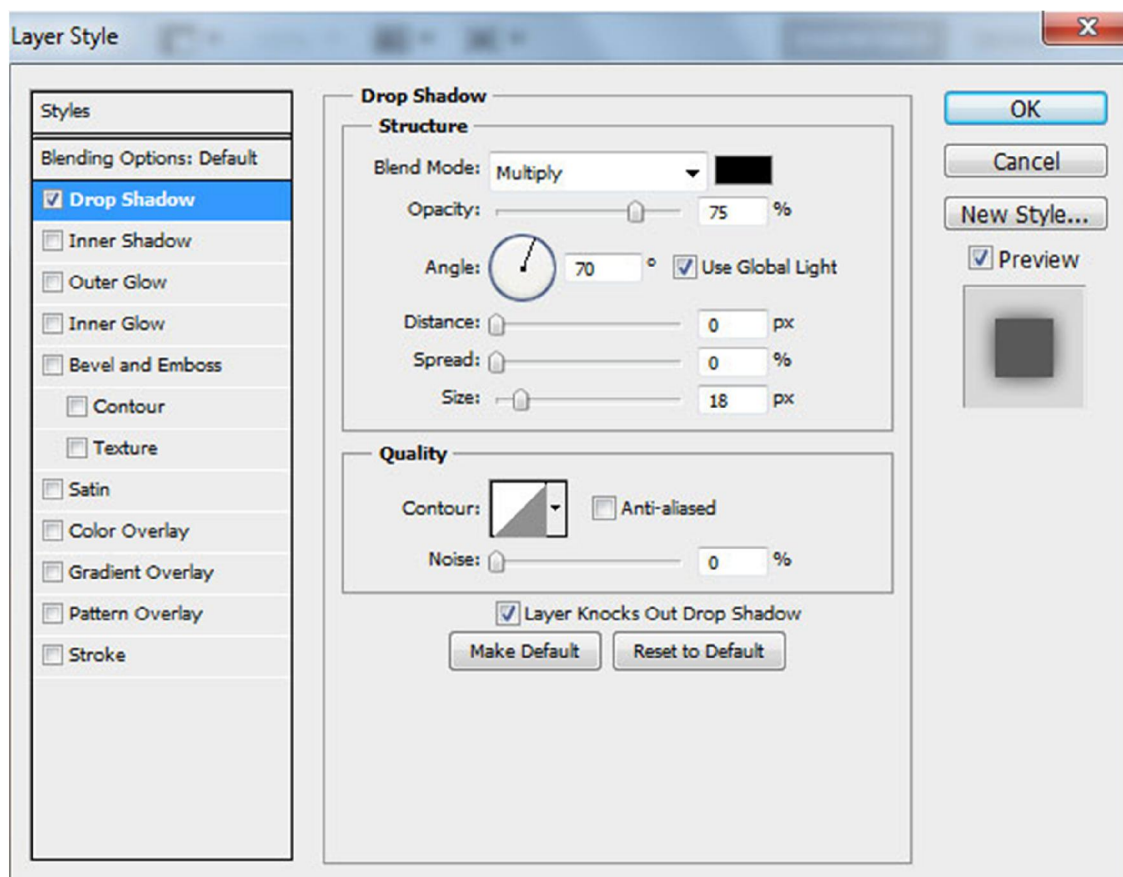 Layer Style
X
Styles
Blending Options: Default
Drop Shadow
Inner Shadow
Outer Glow
Inner Glow
Bevel and Emboss
Contour
Texture
Satin
Color Overlay
Gradient Overlay
Pattern Overlay
Stroke
Drop Shadow
Structure
Blend Mode: Multiply
Opacity: 75 %
Angle: 70 ° Use Global Light
Distance: 0 px
Spread: 0 %
Size: 18 px
Quality
Contour: Anti-aliased
Noise: 0 %
Layer Knocks Out Drop Shadow
Make Default Reset to Default
OK
Cancel
New Style...
Preview